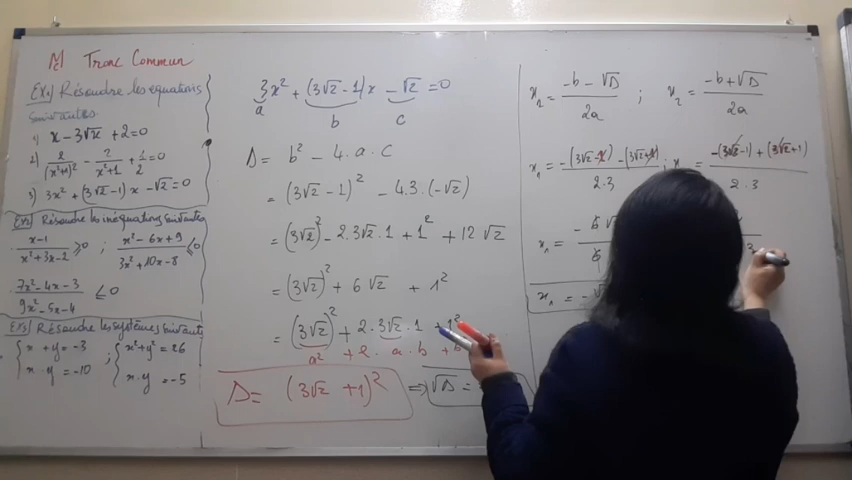 Tronc Commun
Ex1) Résoudre les equations
suivantes
1) x - 3√x + 2 = 0
2) 2/(x²+1)² - 2/(x²+1) + 1/2 = 0
3) 3x² + (3√2 - 1)x - √2 = 0
Ex2) Résoudre les inéquations suivantes
. (x-1)/(x²+3x-2) ≥ 0 ; (x²-6x+9)/(3x²+10x-8) ≤ 0
. (7x²-4x-3)/(9x²-5x-4) ≤ 0
Ex3) Résoudre les systèmes suivants
{ x + y = -3 ; { x² + y² = 26
x · y = -10 x · y = -5
3x² + (3√2 - 1)x - √2 = 0
a b c
Δ = b² - 4.a.c
= (3√2 - 1)² - 4.3.(-√2)
= (3√2)² - 2.3√2.1 + 1² + 12√2
= (3√2)² + 6√2 + 1²
= (3√2)² + 2.3√2.1 + 1²
a² + 2.a.b + b
Δ = (3√2 + 1)² ⇒ √Δ =
x₁ = (-b - √Δ)/2a ; x₂ = (-b + √Δ)/2a
x₁ = (-(3√2-1) - (3√2+1))/2.3 ; x = (-(3√2-1) + (3√2+1))/2.3
x₁ = - 6√
6
x₁ = -√